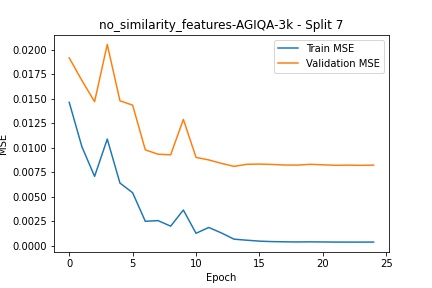 no_similarity_features-AGIQA-3k - Split 7
Train MSE
Validation MSE
MSE
0.0200
0.0175
0.0150
0.0125
0.0100
0.0075
0.0050
0.0025
0.0000
0 5 10 15 20 25
Epoch